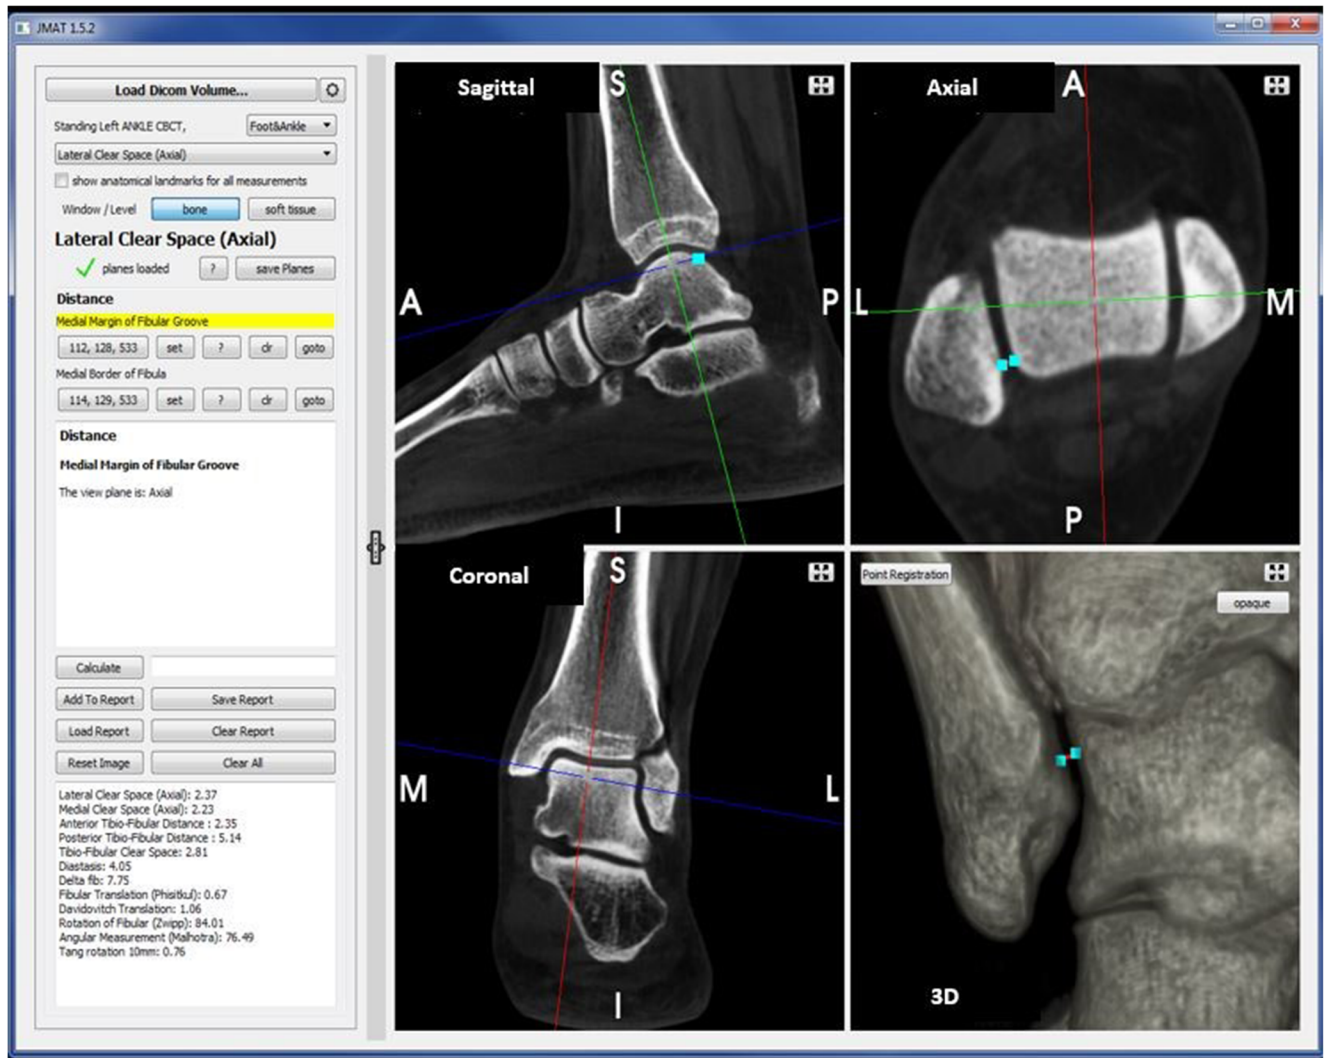 JMAT 1.5.2
Load Dicom Volume...
Standing Left ANKLE CBCT,
Foot&Ankle
Lateral Clear Space (Axial)
show anatomical landmarks for all measurements
Window / Level
bone
soft tissue
Lateral Clear Space (Axial)
planes loaded
?
save Planes
Distance
Medial Margin of Fibular Groove
112, 128, 533
set
?
clr
goto
Medial Border of Fibula
114, 129, 533
set
?
clr
goto
Distance
Medial Margin of Fibular Groove
The view plane is: Axial
Calculate
Add To Report
Save Report
Load Report
Clear Report
Reset Image
Clear All
Lateral Clear Space (Axial): 2.37
Medial Clear Space (Axial): 2.23
Anterior Tibio-Fibular Distance : 2.35
Posterior Tibio-Fibular Distance : 5.14
Tibio-Fibular Clear Space: 2.81
Diastasis: 4.05
Delta fib: 7.75
Fibular Translation (Phisitkul): 0.67
Davidovitch Translation: 1.06
Rotation of Fibular (Zwipp): 84.01
Angular Measurement (Malhotra): 76.49
Tang rotation 10mm: 0.76
Sagittal
S
A
P
I
Axial
A
L
M
P
Coronal
S
M
L
I
Point Registration
opaque
3D